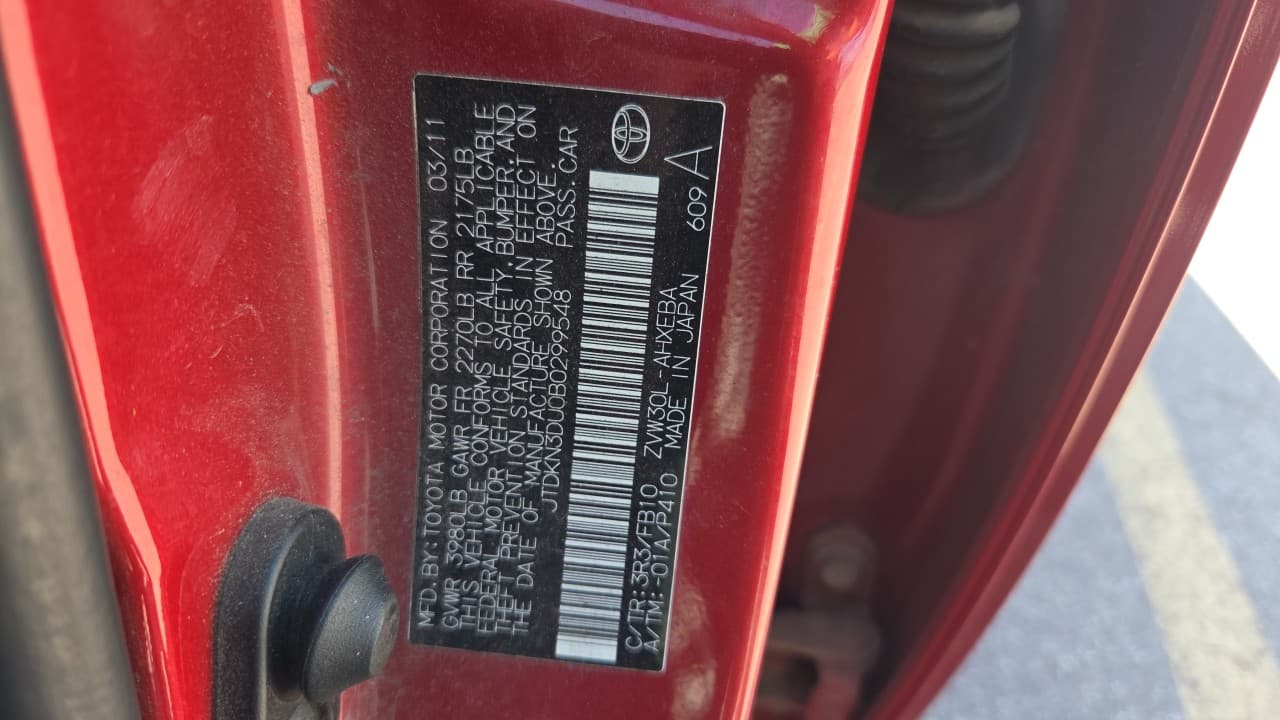 MFD. BY: TOYOTA MOTOR CORPORATION 03/11
GVWR 3980LB GAWR FR 2270LB RR 2175LB
THIS VEHICLE CONFORMS TO ALL APPLICABLE
FEDERAL MOTOR VEHICLE SAFETY, BUMPER, AND
THEFT PREVENTION STANDARDS IN EFFECT ON
THE DATE OF MANUFACTURE SHOWN ABOVE.
JTDKN3DU0B0299548 PASS. CAR
C/TR: 3R3/FB10 ZVW30L-AHXEBA 609
A/TM: -01A/P410 MADE IN JAPAN A